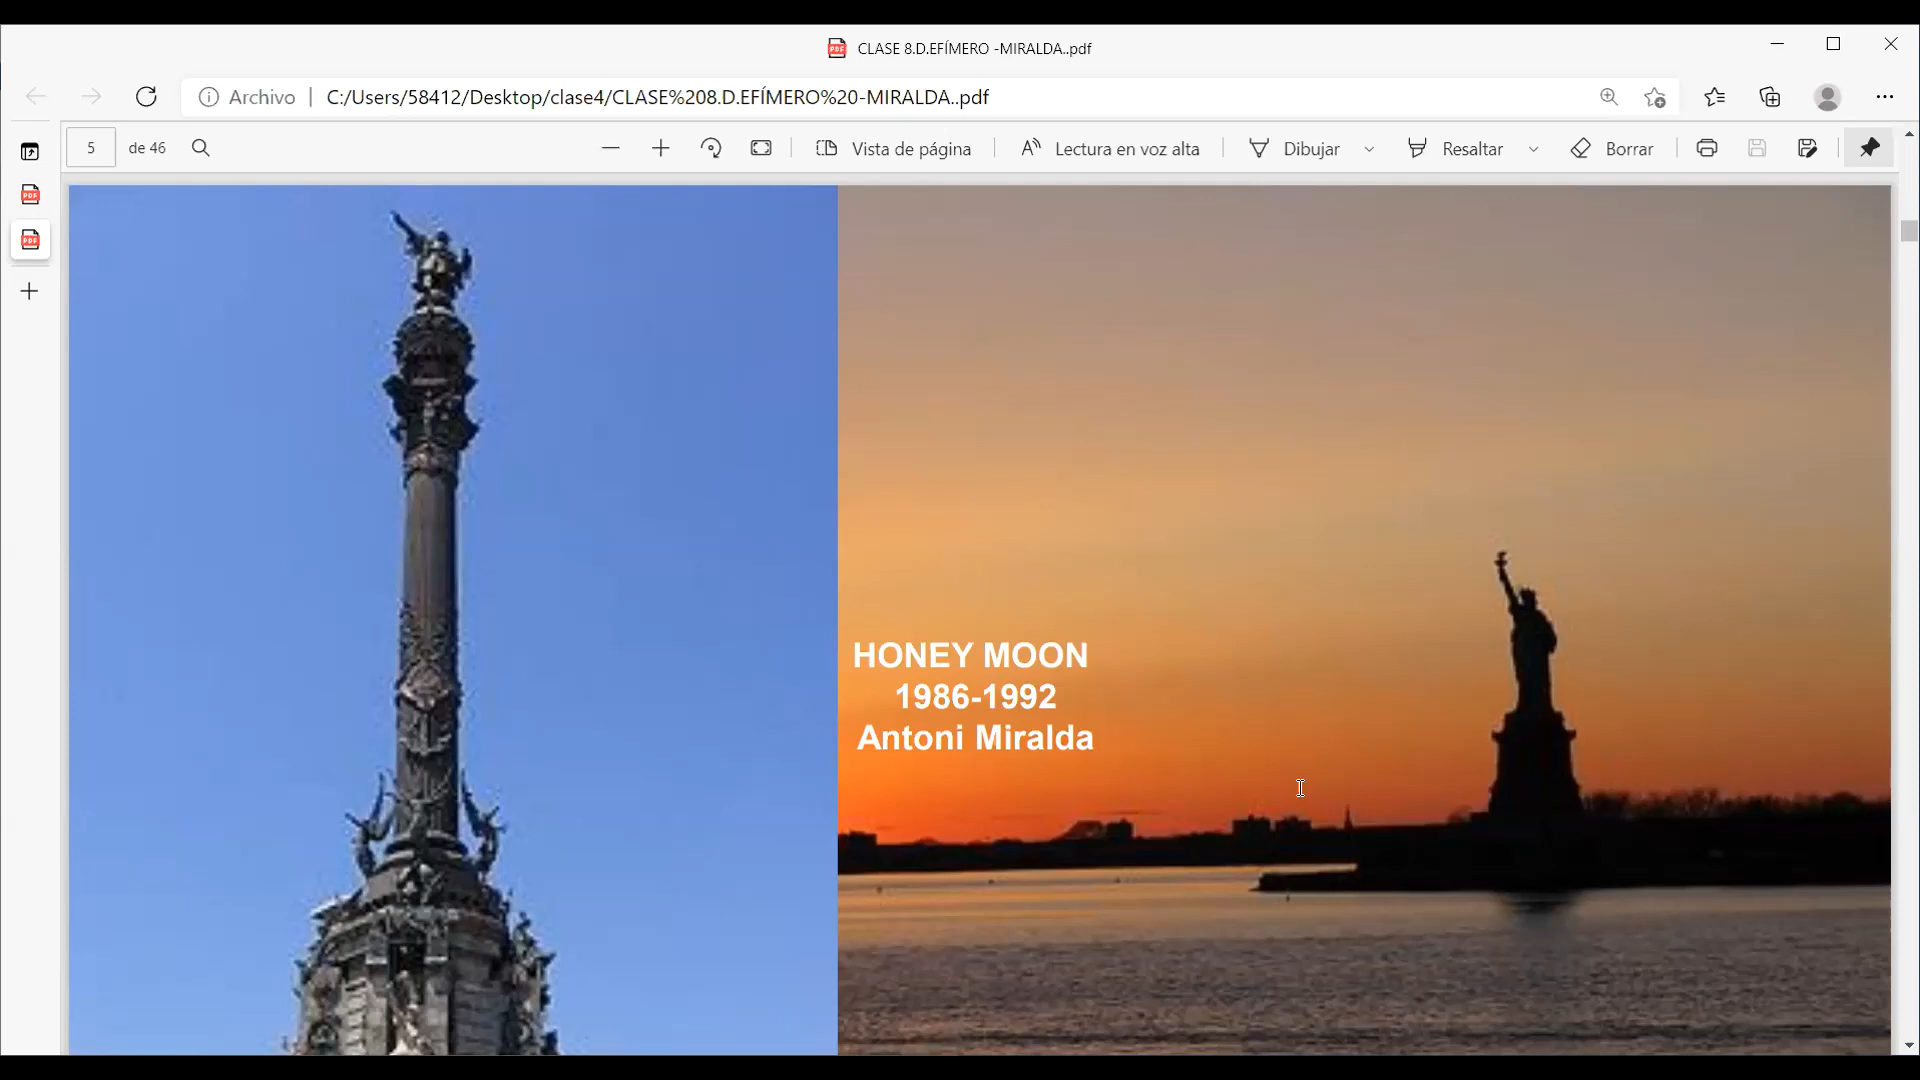 CLASE 8.D.EFÍMERO -MIRALDA..pdf
Archivo
C:/Users/58412/Desktop/clase4/CLASE%208.D.EFÍMERO%20-MIRALDA..pdf
5 de 46
Vista de página
Lectura en voz alta
Dibujar
Resaltar
Borrar
HONEY MOON
1986-1992
Antoni Miralda